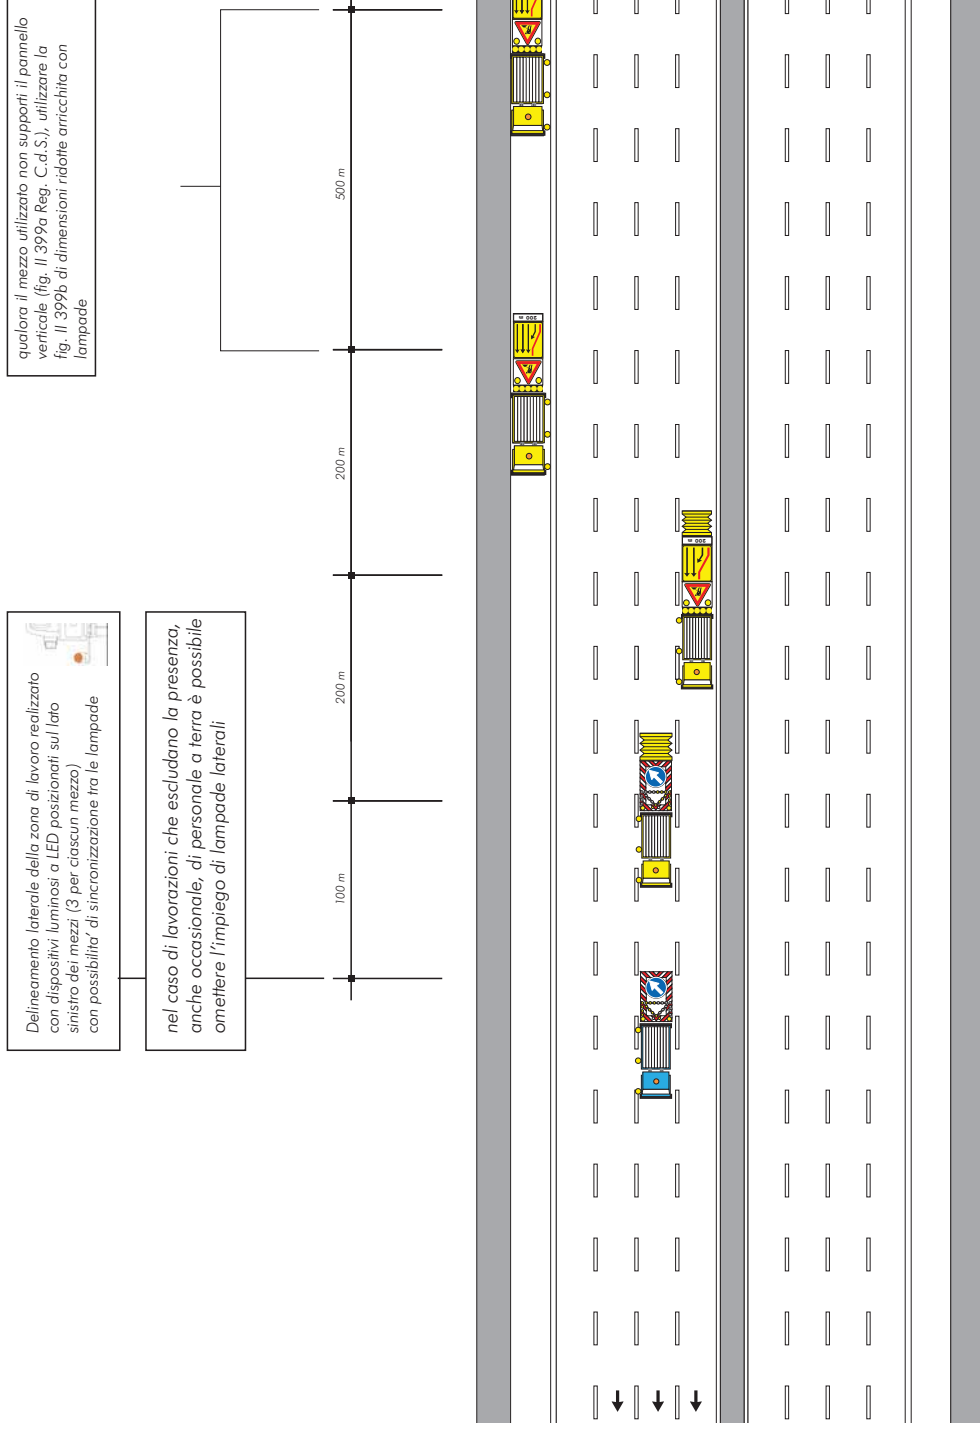 qualora il mezzo utilizzato non supporti il pannello
verticale (fig. II 399a Reg. C.d.S.), utilizzare la
fig. II 399b di dimensioni ridotte arricchita con
lampade
Delineamento laterale della zona di lavoro realizzato
con dispositivi luminosi a LED posizionati sul lato
sinistro dei mezzi (3 per ciascun mezzo)
con possibilita' di sincronizzazione tra le lampade
nel caso di lavorazioni che escludano la presenza,
anche occasionale, di personale a terra è possibile
omettere l'impiego di lampade laterali
500 m
200 m
200 m
100 m
200 m
200 m